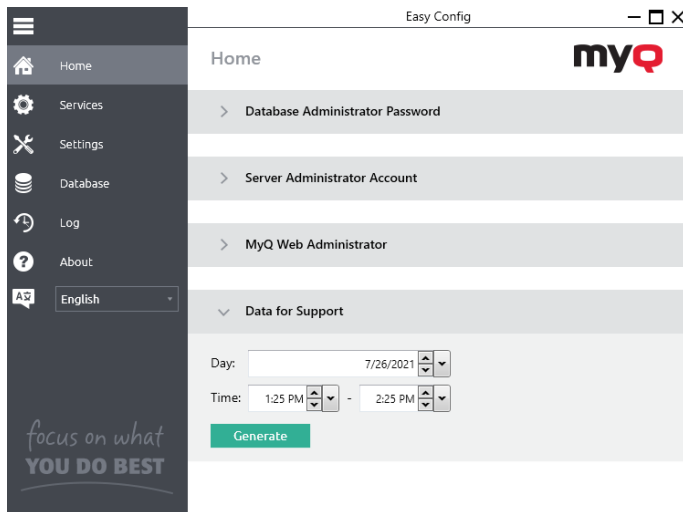 Easy Config
Home
Services
Settings
Database
Log
About
English
focus on what
YOU DO BEST
Home
myQ
Database Administrator Password
Server Administrator Account
MyQ Web Administrator
Data for Support
Day: 7/26/2021
Time: 1:25 PM - 2:25 PM
Generate